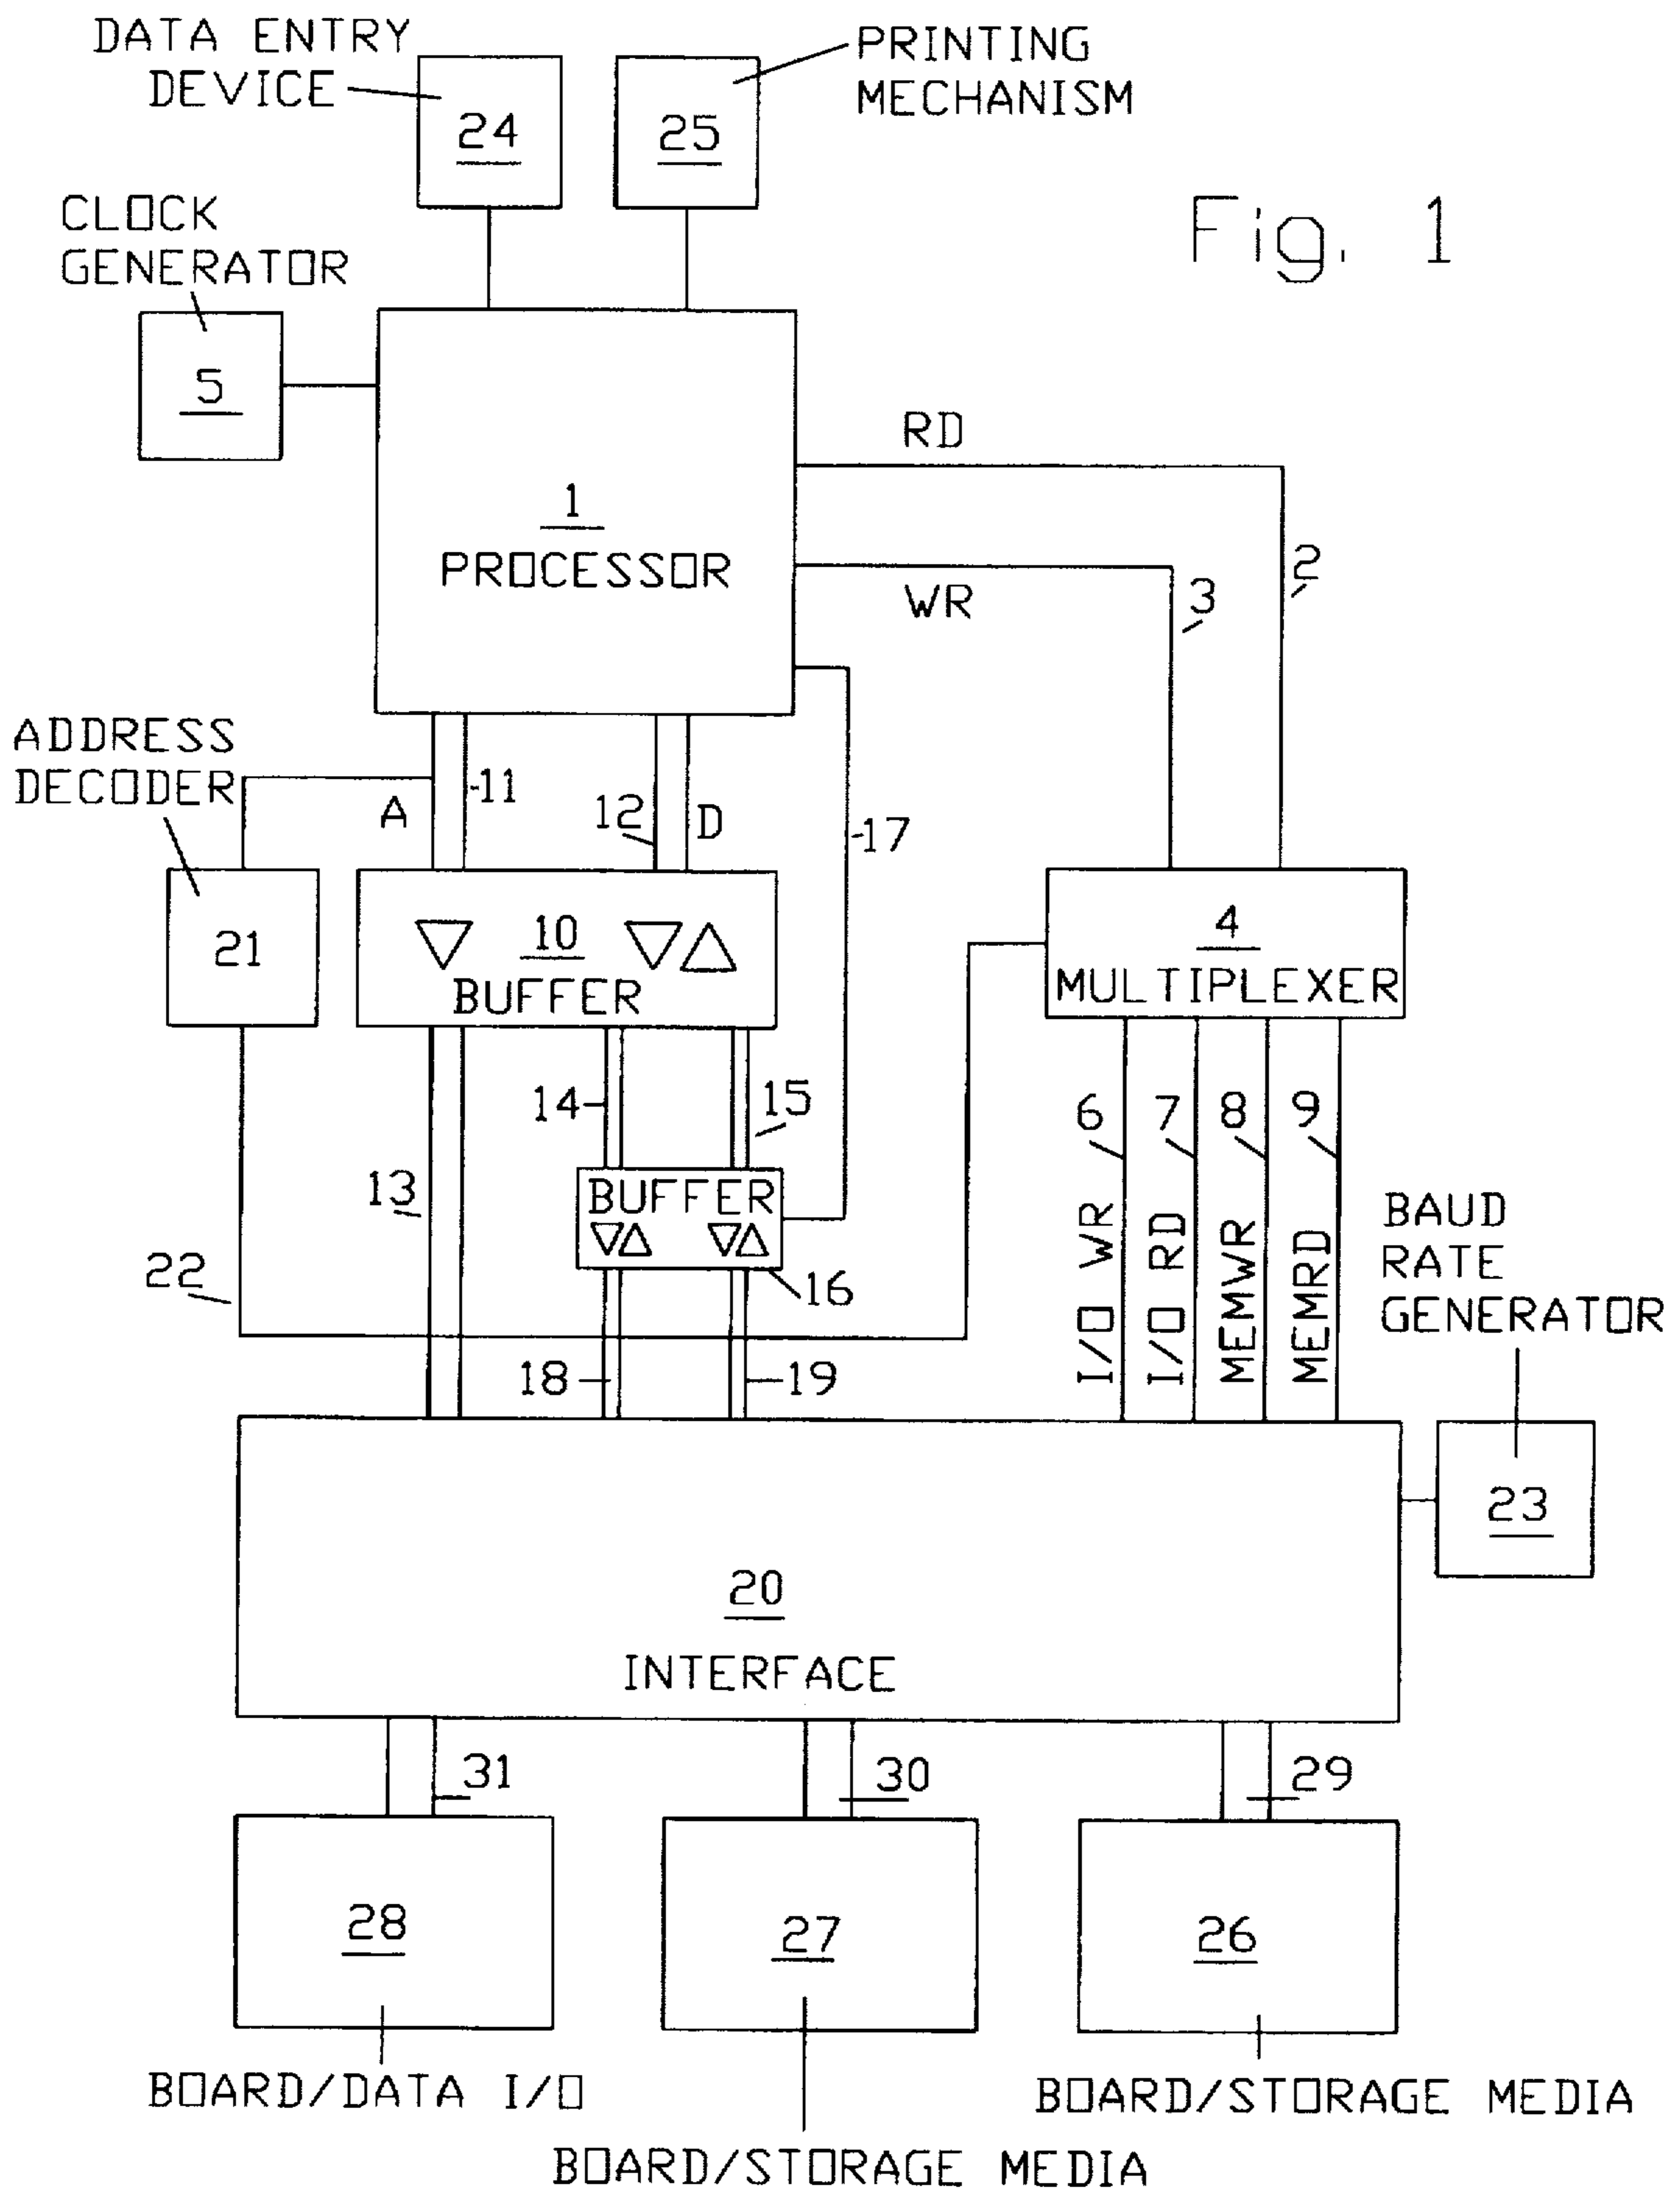 DATA ENTRY
DEVICE
24
25
PRINTING
MECHANISM
Fig. 1
CLOCK
GENERATOR
5
RD
1
PROCESSOR
WR
3
2
ADDRESS
DECODER
A
11
12
D
17
21
10
BUFFER
4
MULTIPLEXER
14
15
6
7
8
9
13
BUFFER
16
22
I/O WR
I/O RD
MEMWR
MEMRD
BAUD
RATE
GENERATOR
18
19
23
20
INTERFACE
31
30
29
28
27
26
BOARD/DATA I/O
BOARD/STORAGE MEDIA
BOARD/STORAGE MEDIA